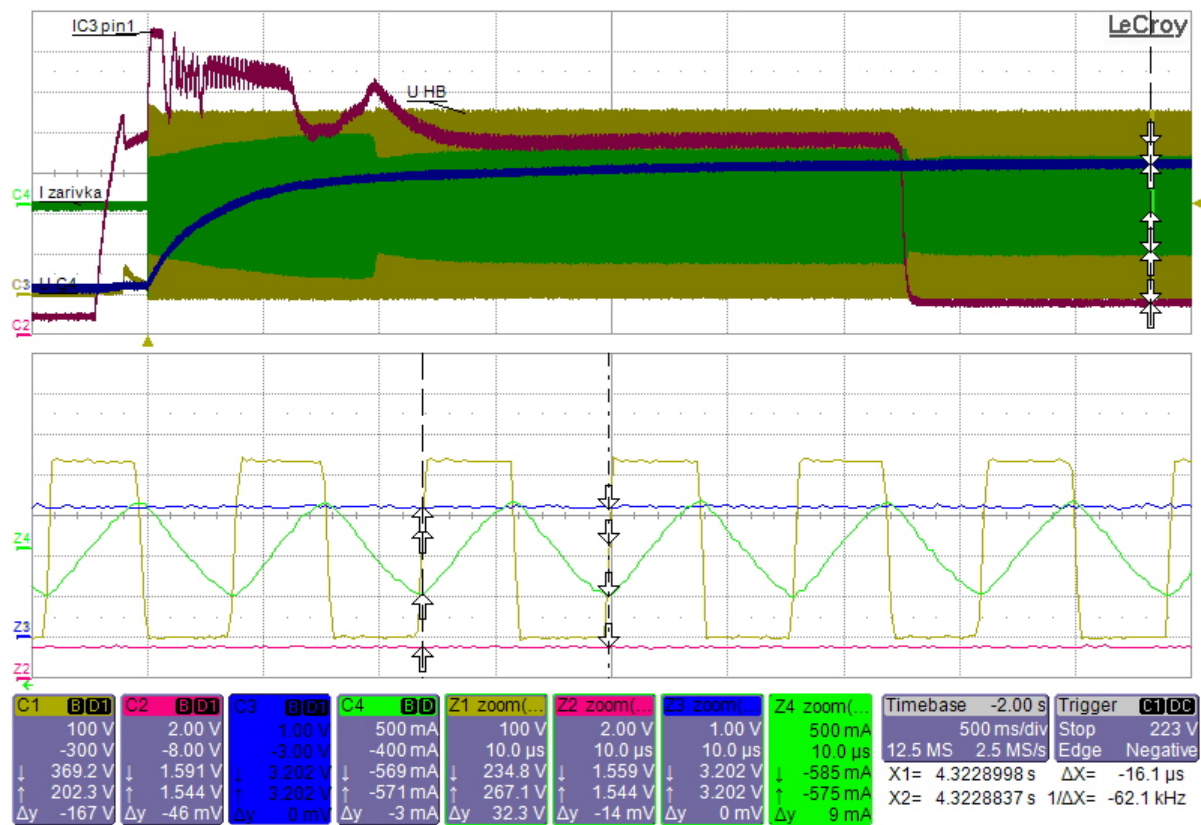 IC3 pin1
LeCroy
U HB
C4
I zarivka
U C4
C3
C2
Z4
Z3
Z2
C1 B D1
100 V
-300 V
↓ 369.2 V
↑ 202.3 V
Δy -167 V
C2 B D1
2.00 V
-8.00 V
↓ 1.591 V
↑ 1.544 V
Δy -46 mV
C3 B D1
1.00 V
-3.00 V
↓ 3.202 V
↑ 3.202 V
Δy 0 mV
C4 B D
500 mA
-400 mA
↓ -569 mA
↑ -571 mA
Δy -3 mA
Z1 zoom(...
100 V
10.0 µs
↓ 234.8 V
↑ 267.1 V
Δy 32.3 V
Z2 zoom(...
2.00 V
10.0 µs
↓ 1.559 V
↑ 1.544 V
Δy -14 mV
Z3 zoom(...
1.00 V
10.0 µs
↓ 3.202 V
↑ 3.202 V
Δy 0 mV
Z4 zoom(...
500 mA
10.0 µs
↓ -585 mA
↑ -575 mA
Δy 9 mA
Timebase -2.00 s
500 ms/div
12.5 MS 2.5 MS/s
Trigger C1 DC
Stop 223 V
Edge Negative
X1= 4.3228998 s ΔX= -16.1 µs
X2= 4.3228837 s 1/ΔX= -62.1 kHz